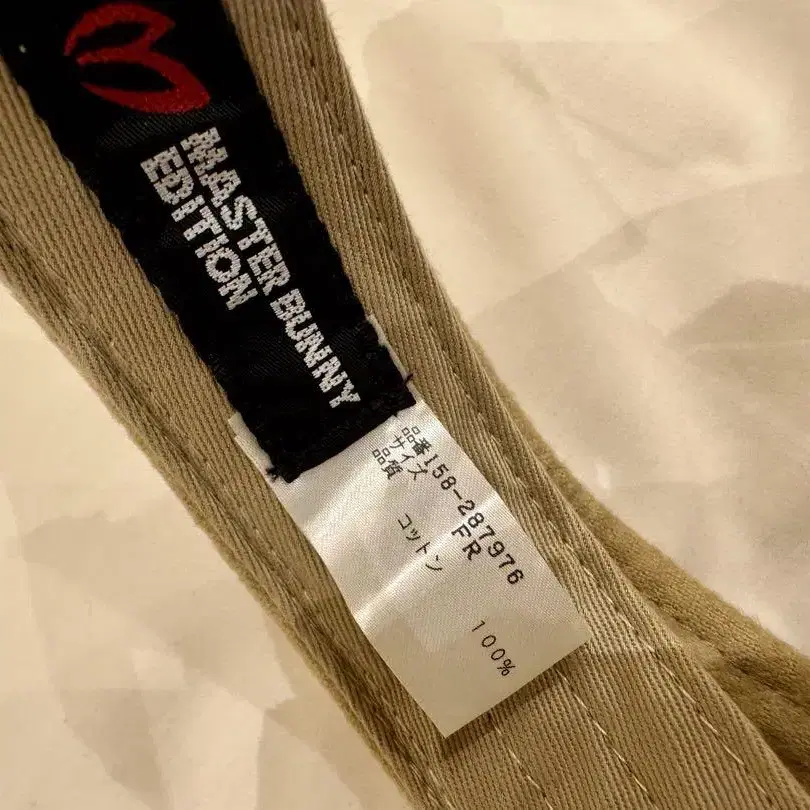 MASTER BUNNY
EDITION
品番 158-287976
サイズ FR
品質
コットン 100%